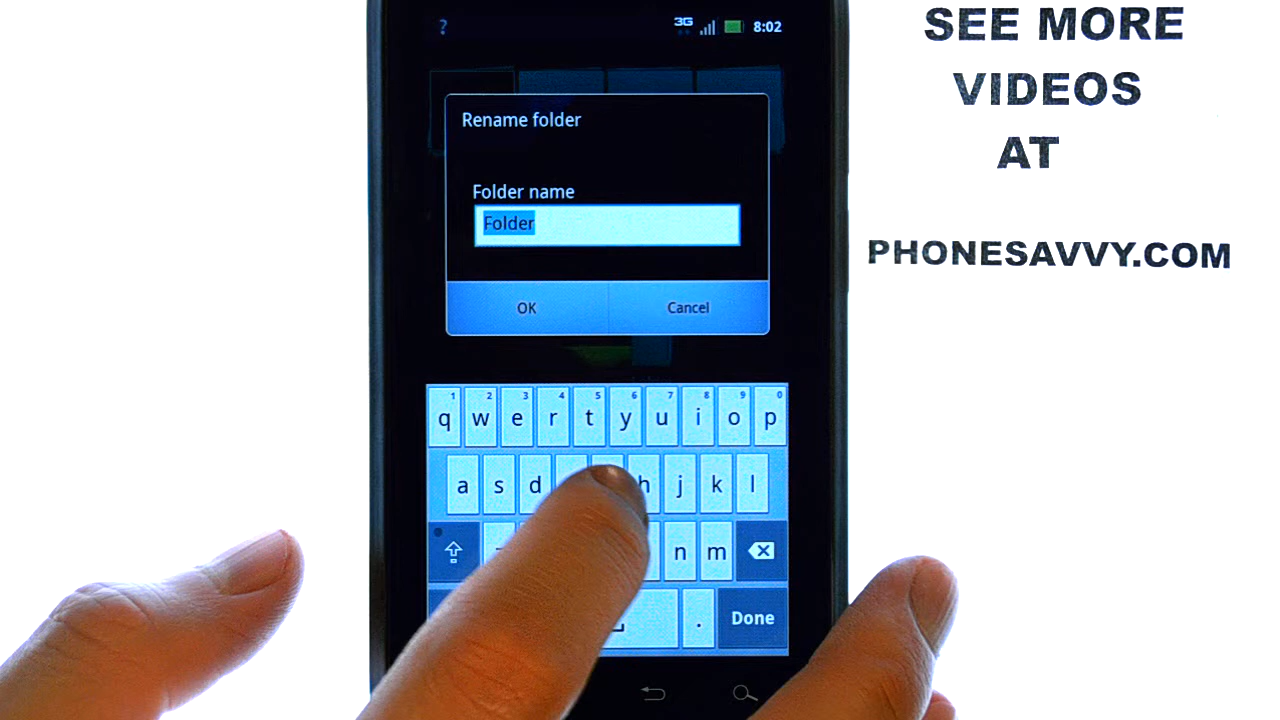 SEE MORE
VIDEOS
AT
PHONESAVVY.COM
? 3G 8:02
Rename folder
Folder name
Folder
OK Cancel
1 2 3 4 5 6 7 8 9 0
q w e r t y u i o p
a s d h j k l
n m
. Done